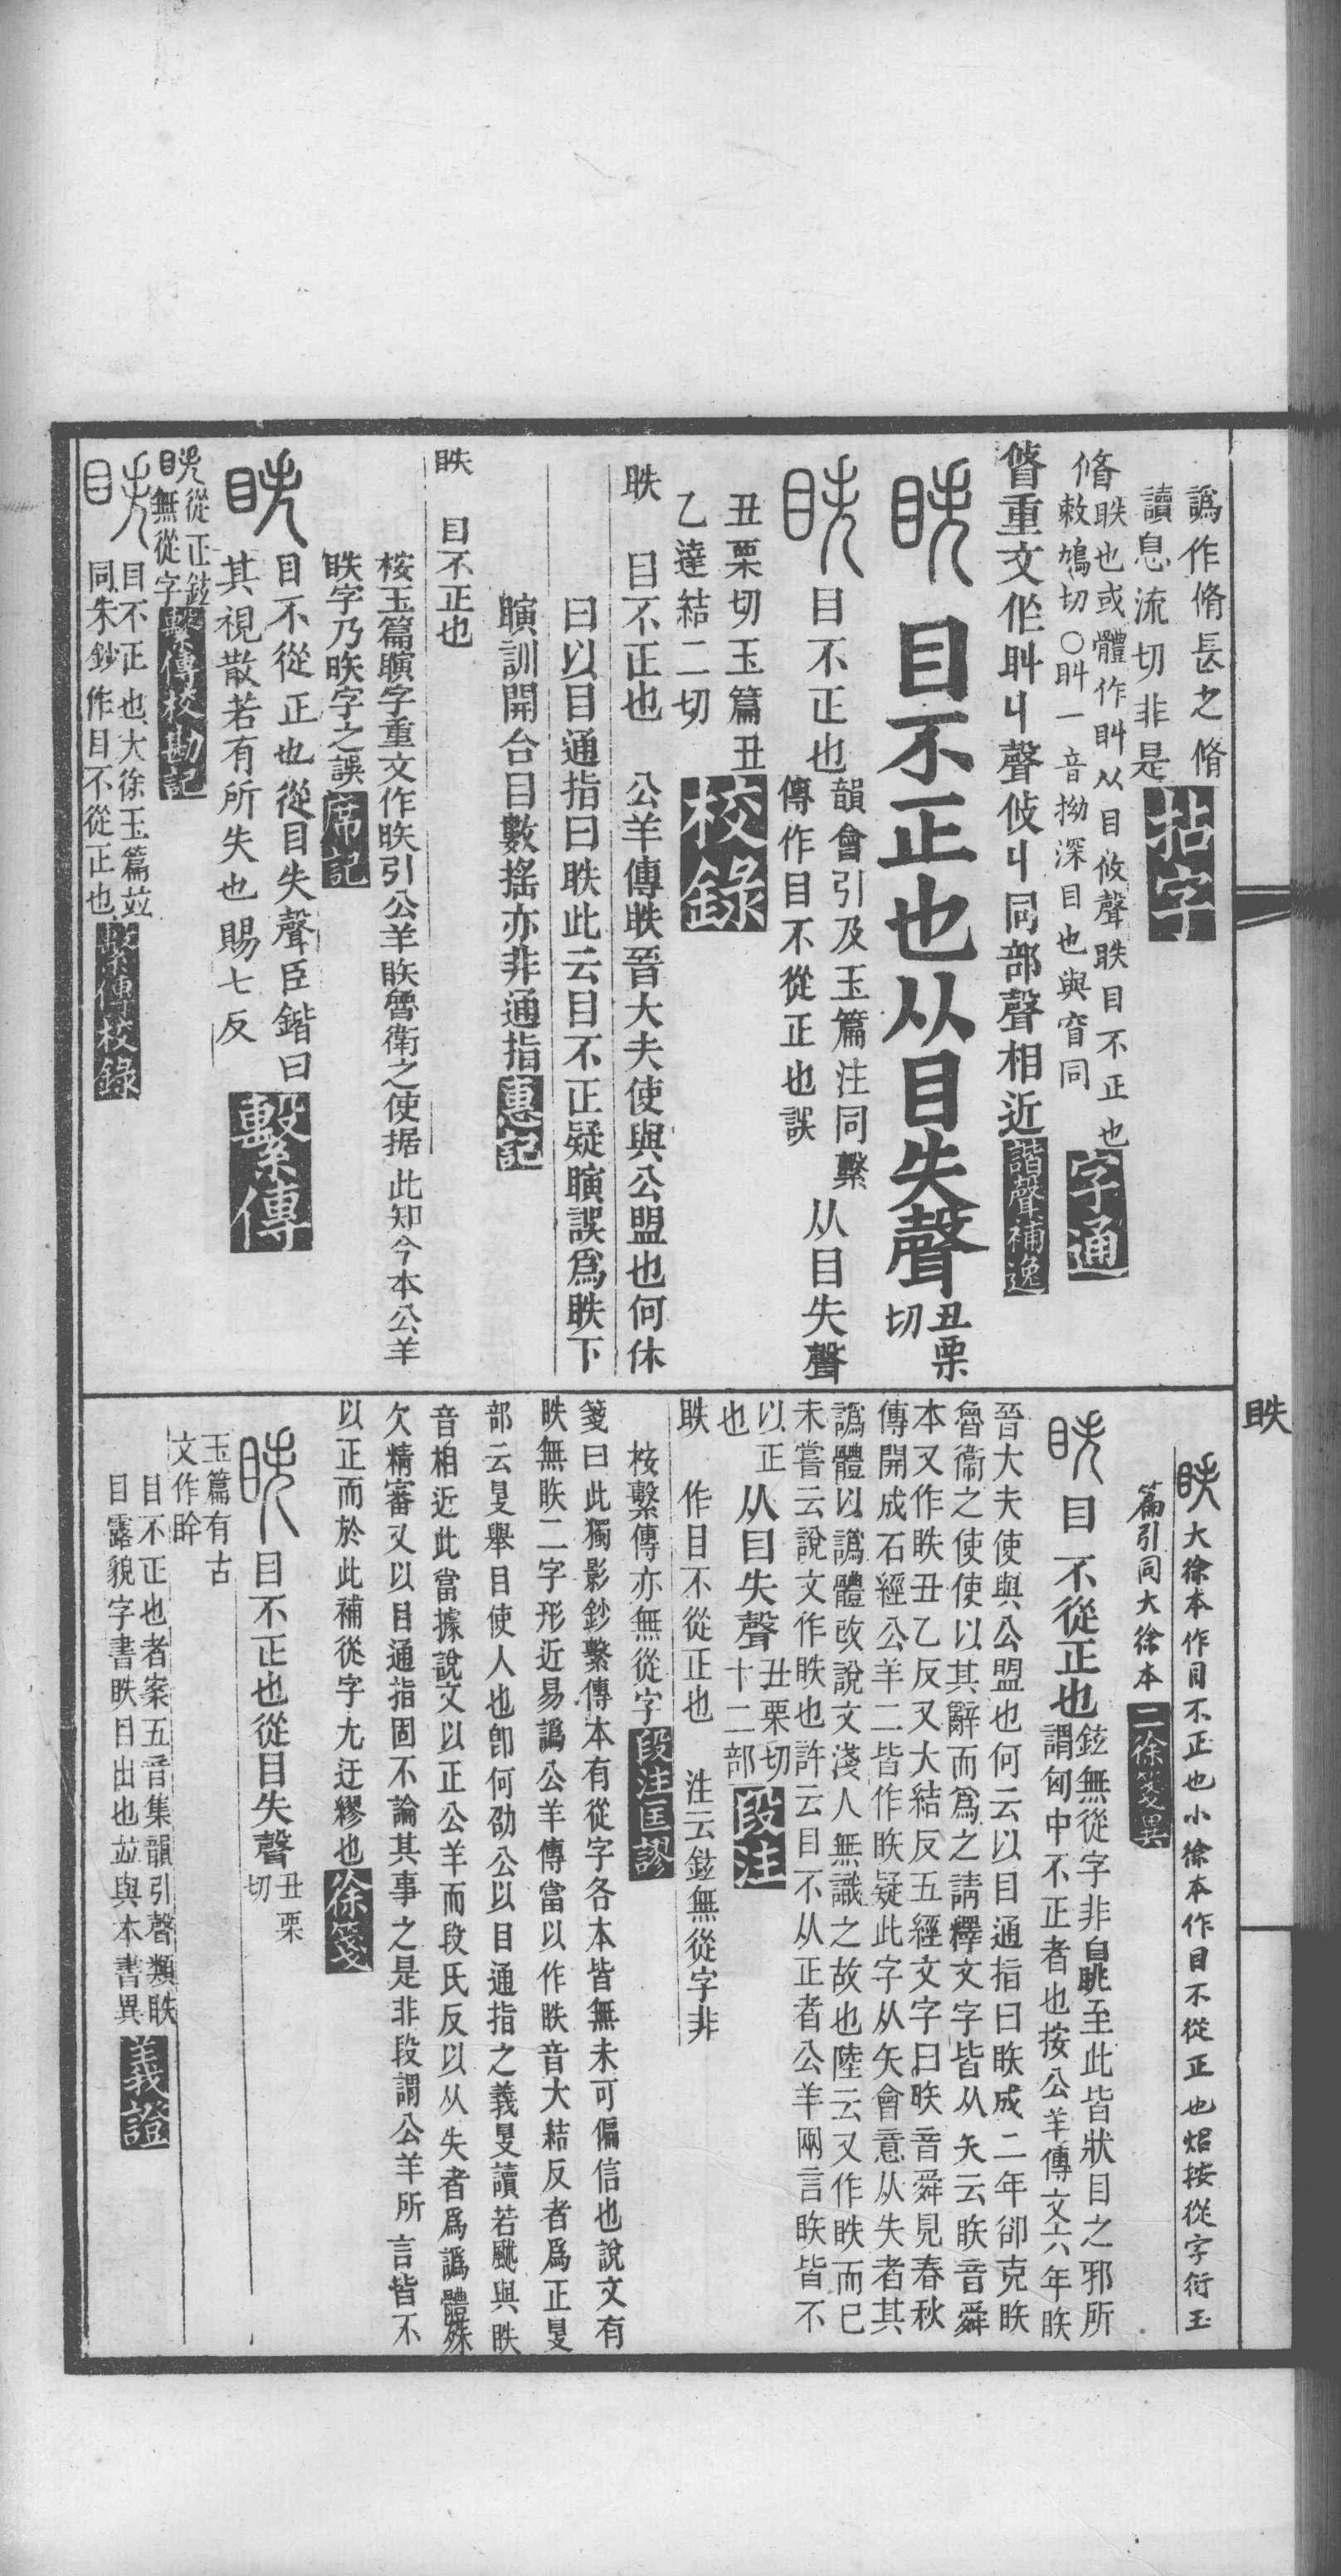 譌作脩長之脩
讀息流切非是
拈字
脩眣也或體作䀗从目攸聲眣目不正也
敕鳩切〇䀗一音拗深目也與窅同
字通
䀺重文作䀗丩聲攸丩同部聲相近
諧聲補逸
眣目不正也从目失聲
丑栗
切
眣目不正也
韻會引及玉篇注同繫
傳作目不從正也誤
从目失聲
丑栗切玉篇丑
乙達結二切
校錄
眣 目不正也 公羊傳眣晉大夫使與公盟也何休
曰以目通指曰眣此云目不正疑瞚誤爲眣下
瞚訓開合目數搖亦非通指
惠記
眣 目不正也
桉玉篇瞚字重文作眣引公羊眣魯衛之使据此知今本公羊
眣字乃眣字之誤
席記
眣目不從正也從目失聲臣鍇曰
其視散若有所失也賜七反
繫傳
眣從正鉉
無從字
繫傳校勘記
眣目不正也大徐玉篇竝
同朱鈔作目不從正也
繫傳校錄
眣
眣大徐本作目不正也小徐本作目不從正也炤按從字衍玉
篇引同大徐本
二徐箋異
眣目不從正也
鉉無從字非自眺至此皆狀目之邪所
謂匈中不正者也按公羊傳文六年眣
晉大夫使與公盟也何云以目通指曰眣成二年郤克眣
魯衞之使使以其辭而爲之請釋文字皆从矢云眣音舜
本又作眣丑乙反又大結反五經文字曰眣音舜見春秋
傳開成石經公羊二皆作眣疑此字从矢會意从失者其
譌體以譌體改說文淺人無識之故也陸云又作眣而已
未嘗云說文作眣也許云目不从正者公羊兩言眣皆不
以正
也
从目失聲
丑栗切
十二部
段注
眣 作目不從正也 注云鉉無從字非
桉繫傳亦無從字
段注匡謬
箋曰此獨影鈔繫傳本有從字各本皆無未可偏信也說文有
眣無眣二字形近易譌公羊傳當以作眣音大結反者爲正䀏
部云䀏舉目使人也卽何劭公以目通指之義䀏讀若颰與眣
音相近此當據說文以正公羊而段氏反以从失者爲譌體殊
欠精審又以目通指固不論其事之是非段謂公羊所言皆不
以正而於此補從字尤迂繆也
徐箋
眣目不正也從目失聲
丑栗
切
玉篇有古
文作
目不正也者案五音集韻引聲類眣
目露貌字書眣目出也竝與本書異
義證